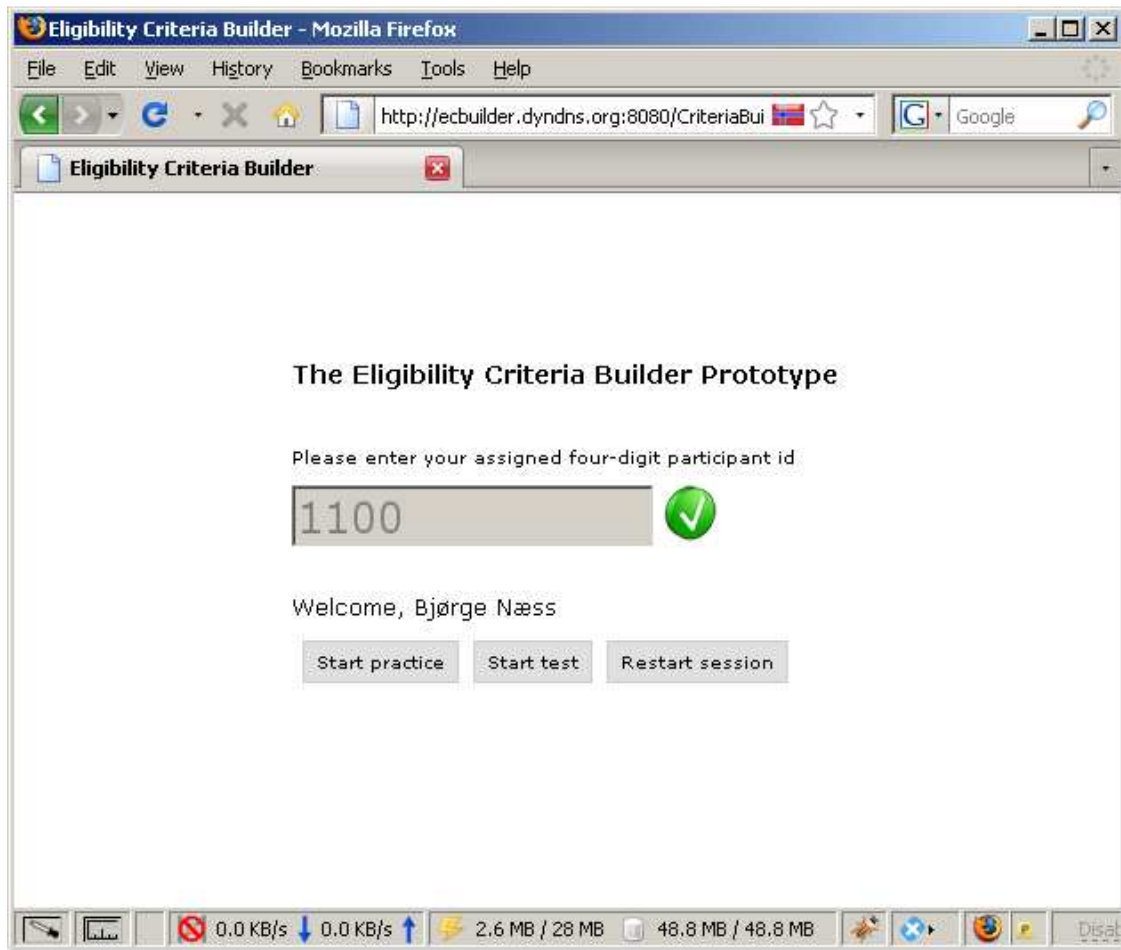 Eligibility Criteria Builder - Mozilla Firefox
File Edit View History Bookmarks Tools Help
http://ecbuilder.dyndns.org:8080/CriteriaBui
G Google
Eligibility Criteria Builder
The Eligibility Criteria Builder Prototype
Please enter your assigned four-digit participant id
1100
Welcome, Bjørge Næss
Start practice Start test Restart session
0.0 KB/s 0.0 KB/s 2.6 MB / 28 MB 48.8 MB / 48.8 MB P